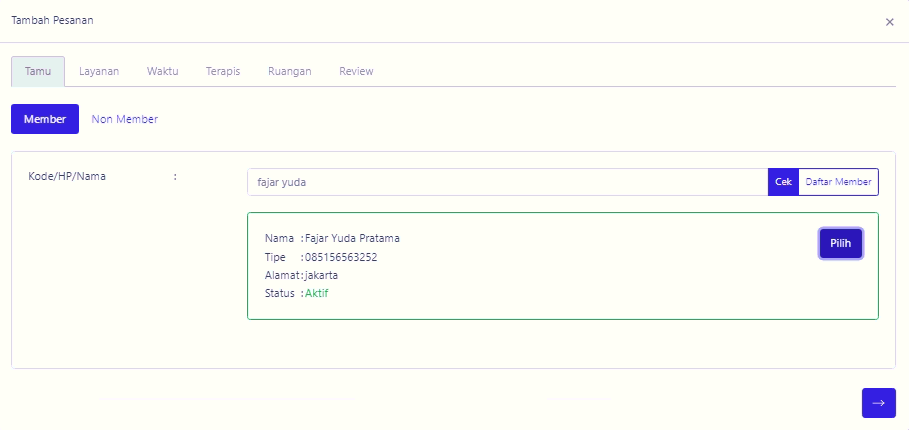 Tambah Pesanan ×
Tamu Layanan Waktu Terapis Ruangan Review
Member Non Member
Kode/HP/Nama : fajar yuda Cek Daftar Member
Nama : Fajar Yuda Pratama Pilih
Tipe : 085156563252
Alamat : jakarta
Status : Aktif
→